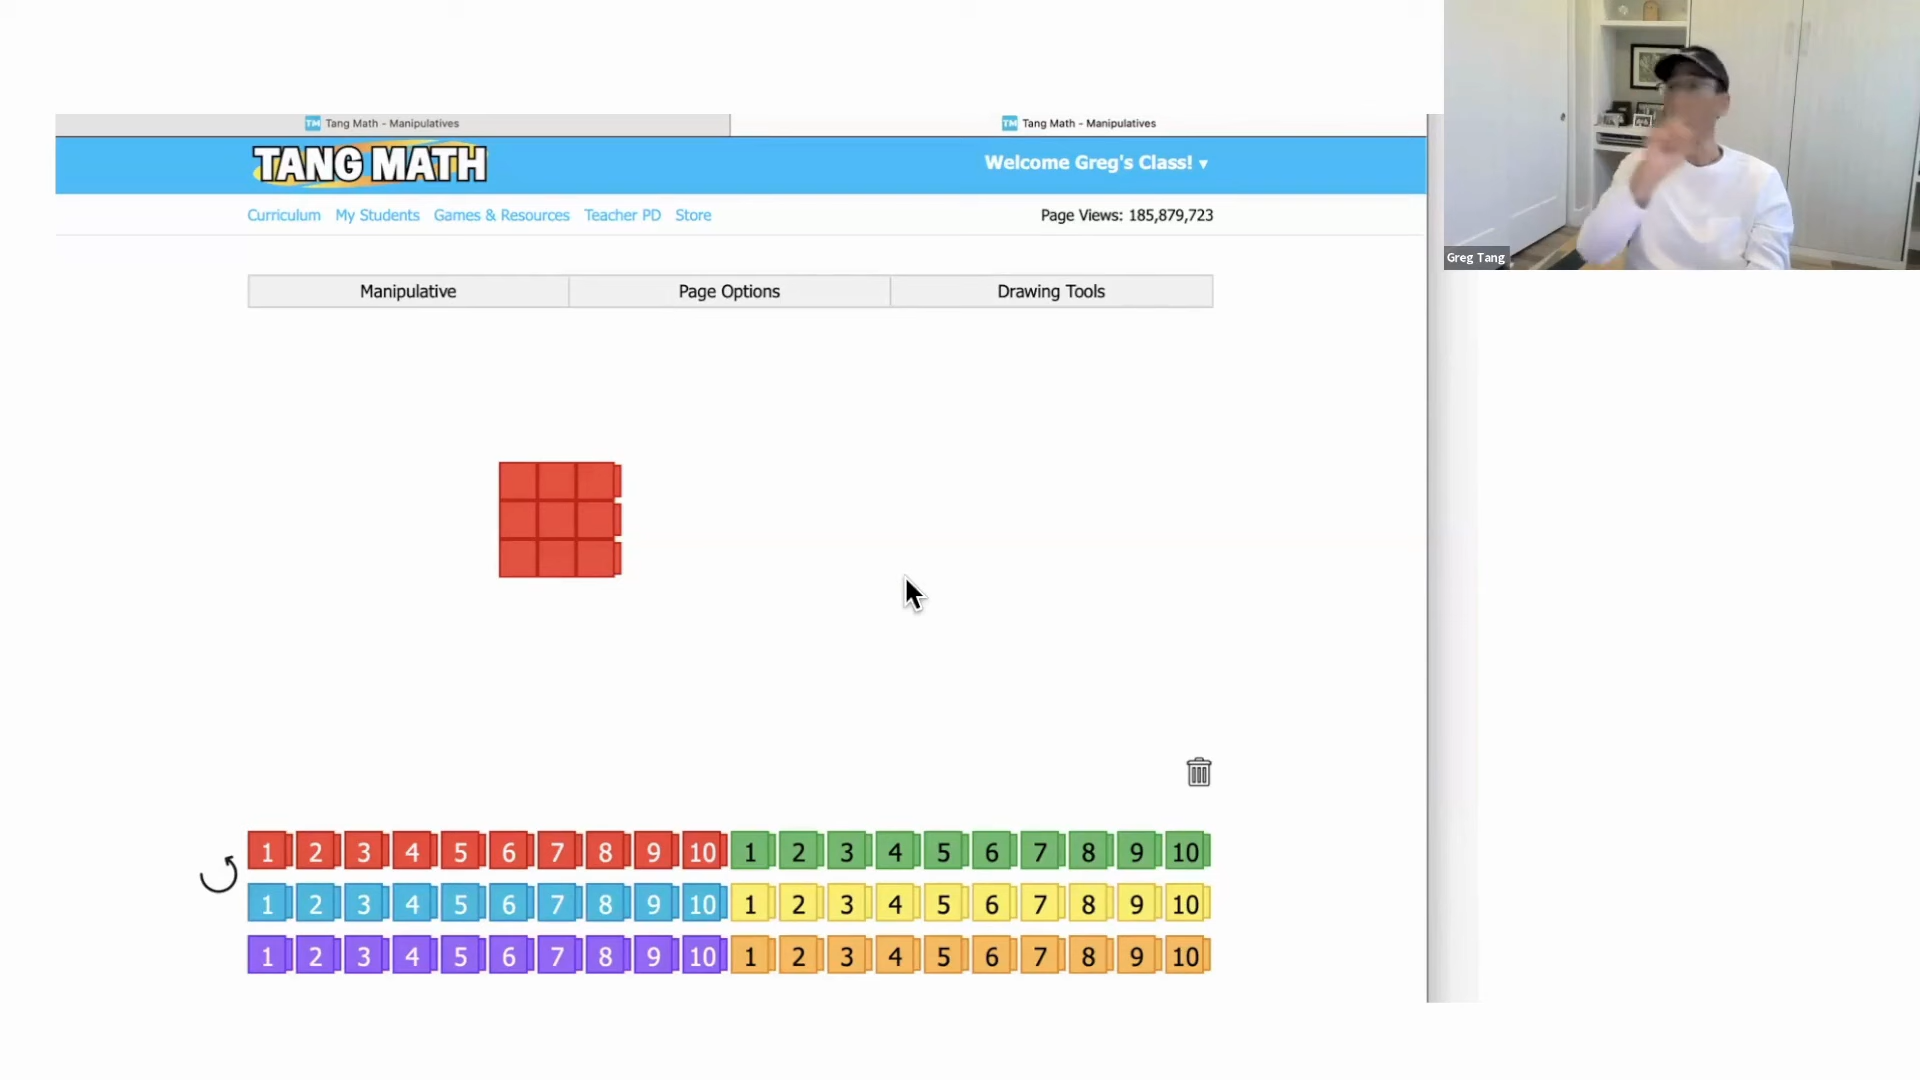 Tang Math - Manipulatives
Tang Math - Manipulatives
TANG MATH
Welcome Greg's Class! ▾
Curriculum My Students Games & Resources Teacher PD Store
Page Views: 185,879,723
Manipulative Page Options Drawing Tools
Greg Tang
1 2 3 4 5 6 7 8 9 10 1 2 3 4 5 6 7 8 9 10
1 2 3 4 5 6 7 8 9 10 1 2 3 4 5 6 7 8 9 10
1 2 3 4 5 6 7 8 9 10 1 2 3 4 5 6 7 8 9 10